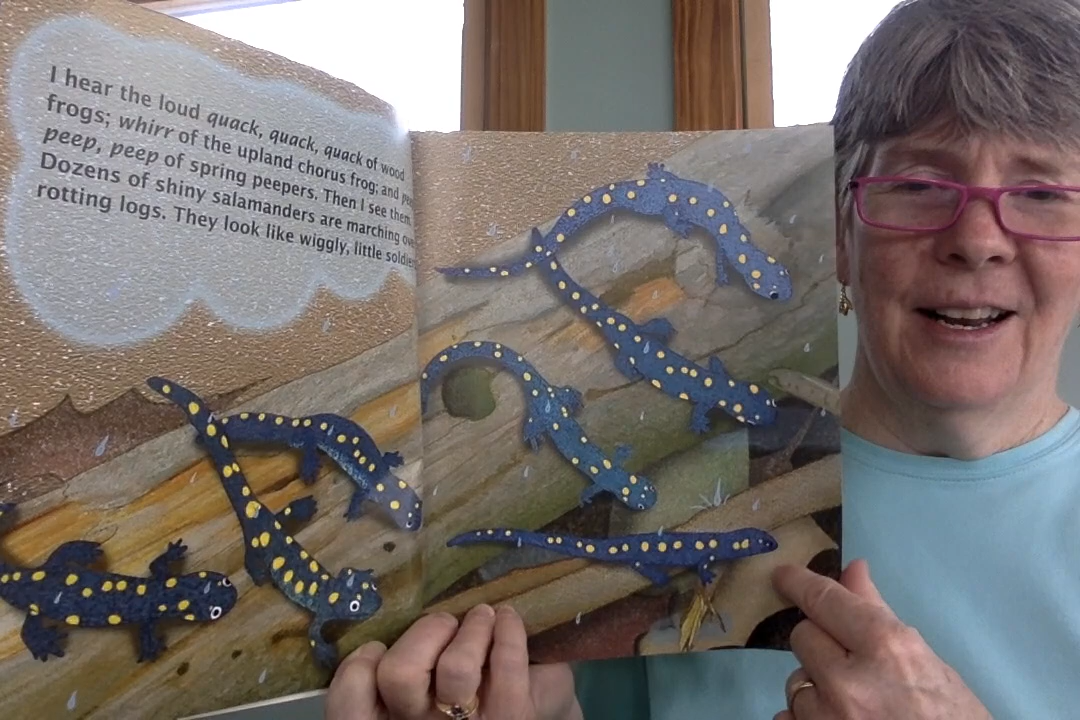 I hear the loud quack, quack, quack of wood
frogs; whirr of the upland chorus frog; and
peep, peep of spring peepers. Then I see them.
Dozens of shiny salamanders are marching
rotting logs. They look like wiggly, little